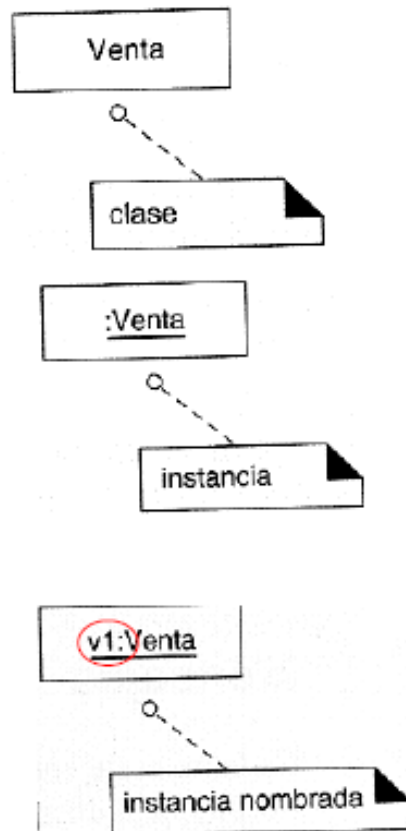 Venta
clase
:Venta
instancia
v1:Venta
instancia nombrada